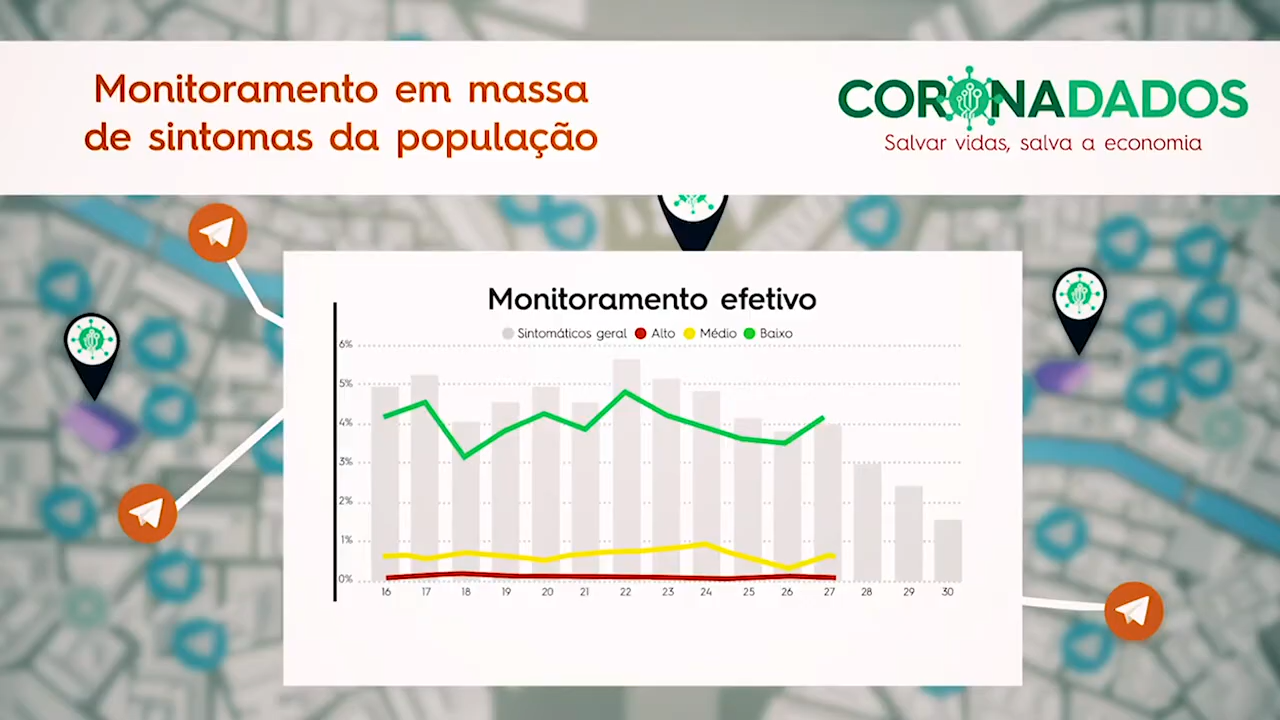 Monitoramento em massa
de sintomas da população
CORONADADOS
Salvar vidas, salva a economia
Monitoramento efetivo
Sintomáticos geral Alto Médio Baixo
6%
5%
4%
3%
2%
1%
0%
16 17 18 19 20 21 22 23 24 25 26 27 28 29 30